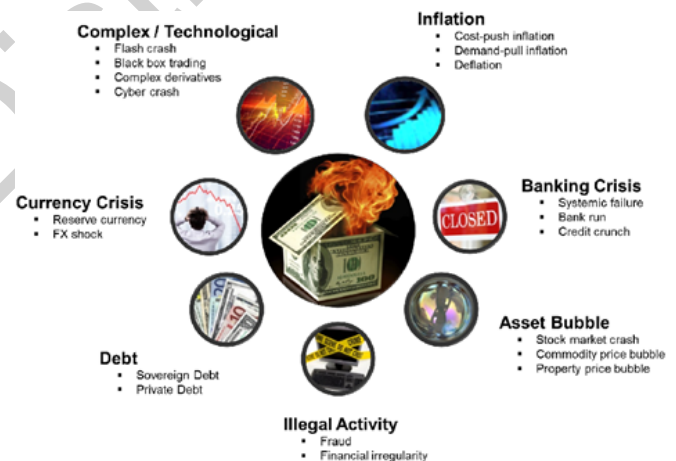 Complex / Technological
▪ Flash crash
▪ Black box trading
▪ Complex derivatives
▪ Cyber crash
Inflation
▪ Cost-push inflation
▪ Demand-pull inflation
▪ Deflation
Currency Crisis
▪ Reserve currency
▪ FX shock
Banking Crisis
▪ Systemic failure
▪ Bank run
▪ Credit crunch
CLOSED
100
10
Debt
▪ Sovereign Debt
▪ Private Debt
Asset Bubble
▪ Stock market crash
▪ Commodity price bubble
▪ Property price bubble
Illegal Activity
▪ Fraud
▪ Financial irregularity